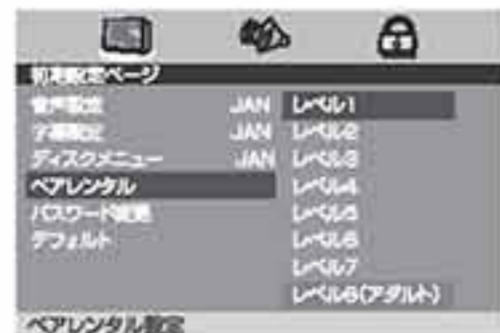 初期設定ページ
音声設定 JAN レベル1
字幕設定 JAN レベル2
ディスクメニュー JAN レベル3
ペアレンタル レベル4
パスワード変更 レベル5
デフォルト レベル6
レベル7
レベル8(アダルト)
ペアレンタル設定